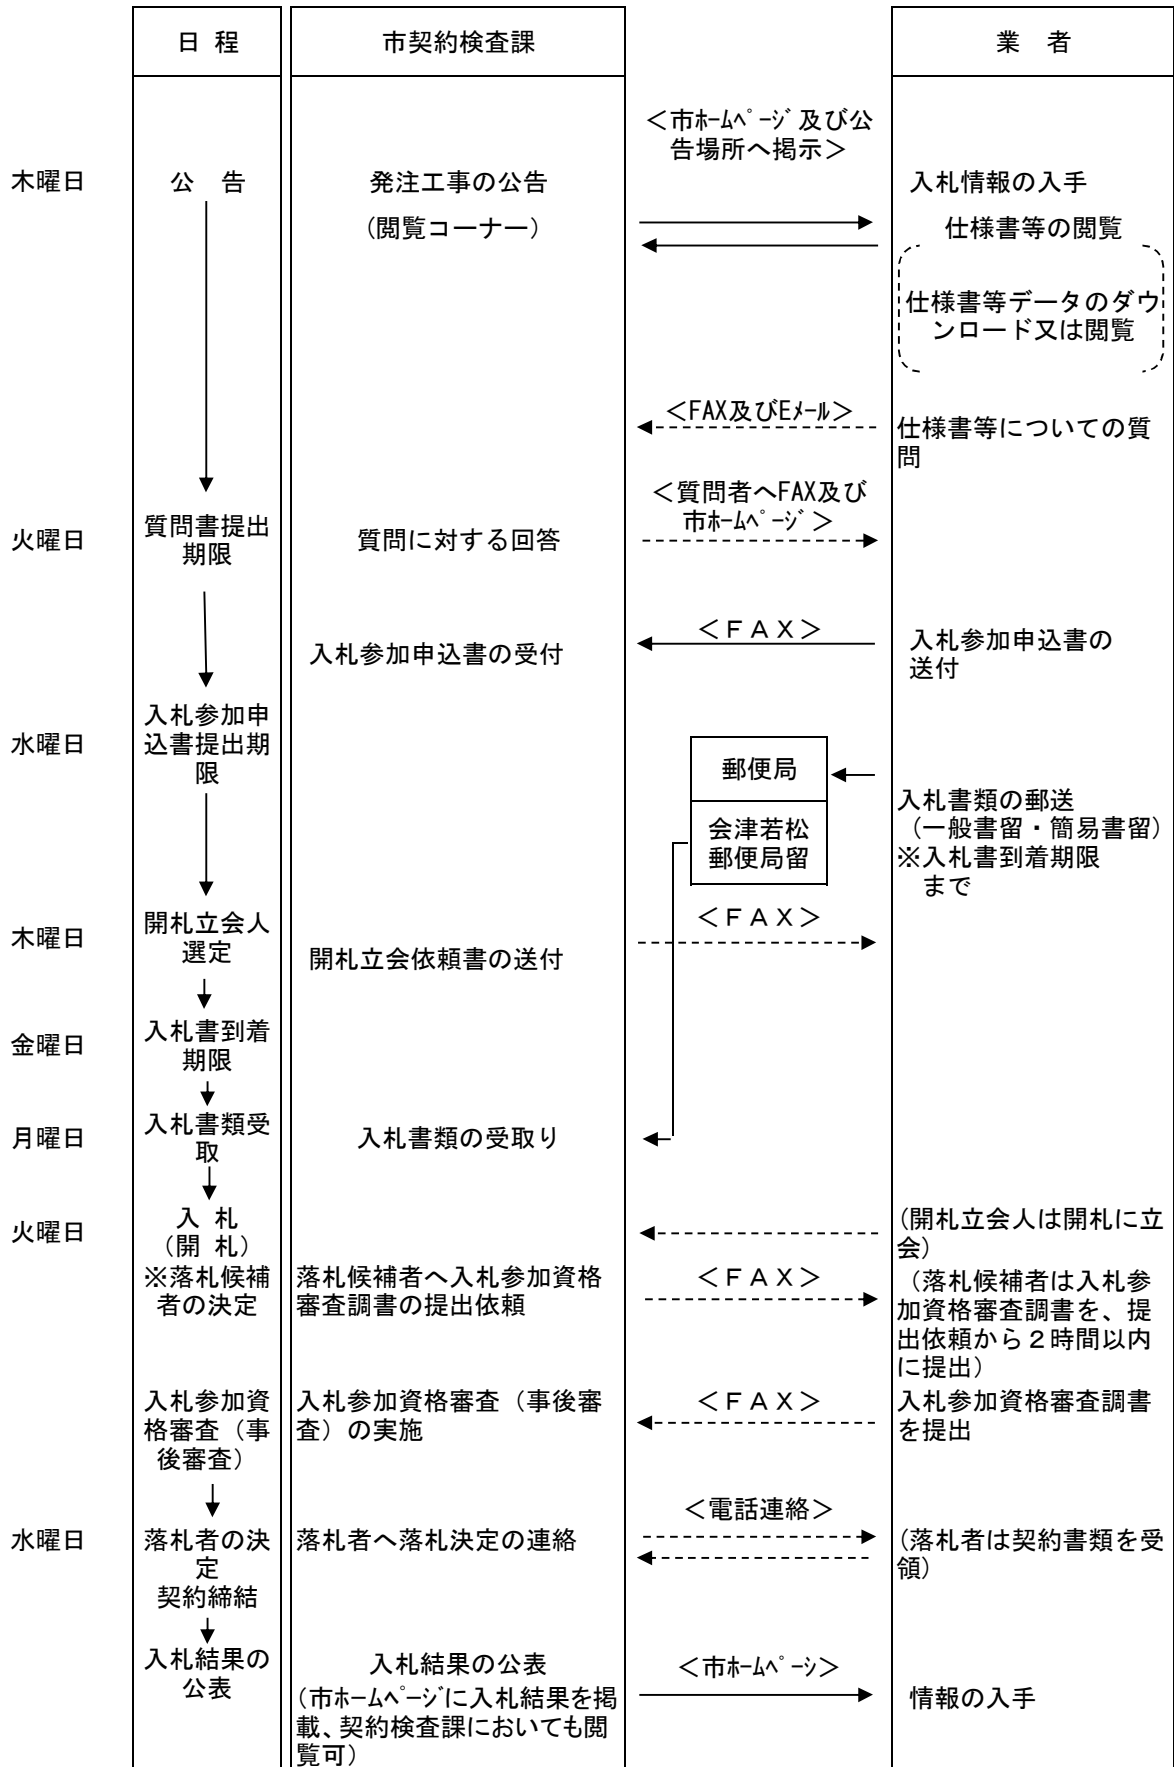 日 程
市契約検査課
業　者
＜市ﾎｰﾑﾍﾟｰｼﾞ及び公
告場所へ掲示＞
木曜日
公　告
発注工事の公告
入札情報の入手
(閲覧コーナー)
仕様書等の閲覧
仕様書等データのダウ
ンロード又は閲覧
＜FAX及びEﾒｰﾙ＞
仕様書等についての質
問
＜質問者へFAX及び
市ﾎｰﾑﾍﾟｰｼﾞ＞
火曜日
質問書提出
期限
質問に対する回答
＜ＦＡＸ＞
入札参加申込書の受付
入札参加申込書の
送付
水曜日
入札参加申
込書提出期
限
郵便局
会津若松
郵便局留
入札書類の郵送
（一般書留・簡易書留）
※入札書到着期限
まで
木曜日
開札立会人
選定
開札立会依頼書の送付
＜ＦＡＸ＞
金曜日
入札書到着
期限
月曜日
入札書類受
取
入札書類の受取り
火曜日
入 札
（開 札）
(開札立会人は開札に立
会)
※落札候補
者の決定
落札候補者へ入札参加資格
審査調書の提出依頼
＜ＦＡＸ＞
（落札候補者は入札参
加資格審査調書を、提
出依頼から２時間以内
に提出）
入札参加資
格審査（事
後審査）
入札参加資格審査（事後審
査）の実施
＜ＦＡＸ＞
入札参加資格審査調書
を提出
水曜日
落札者の決
定
契約締結
落札者へ落札決定の連絡
＜電話連絡＞
(落札者は契約書類を受
領)
入札結果の
公表
入札結果の公表
(市ﾎｰﾑﾍﾟｰｼﾞに入札結果を掲
載、契約検査課においても閲
覧可)
＜市ﾎｰﾑﾍﾟｰｼ＞
情報の入手